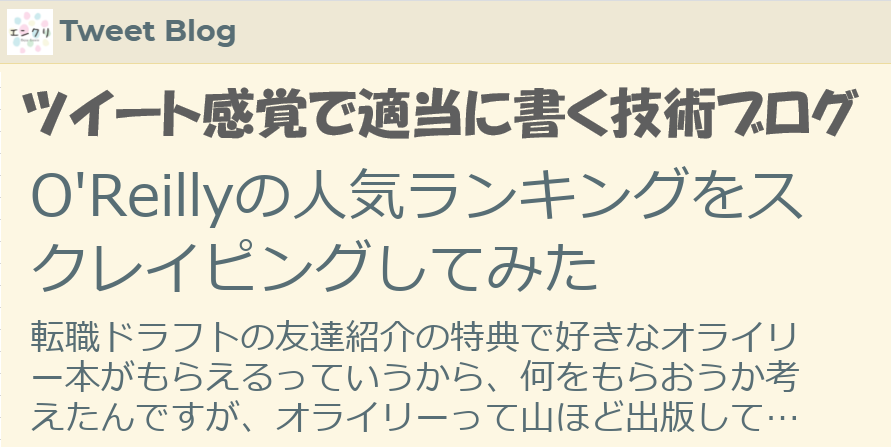 エンクリ
Tweet Blog
ツイート感覚で適当に書く技術ブログ
O'Reillyの人気ランキングをス
クレイピングしてみた
転職ドラフトの友達紹介の特典で好きなオライリ
ー本がもらえるっていうから、何をもらおうか考
えたんですが、オライリーって山ほど出版して…